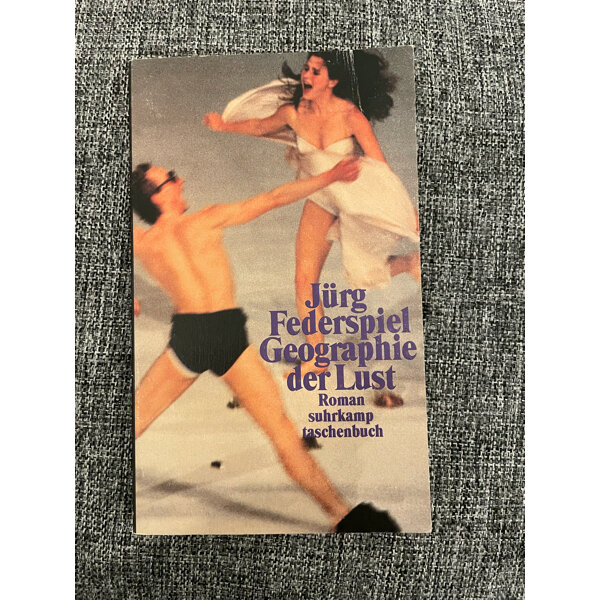 Jürg
Federspiel
Geographie
der Lust
Roman
suhrkamp
taschenbuch